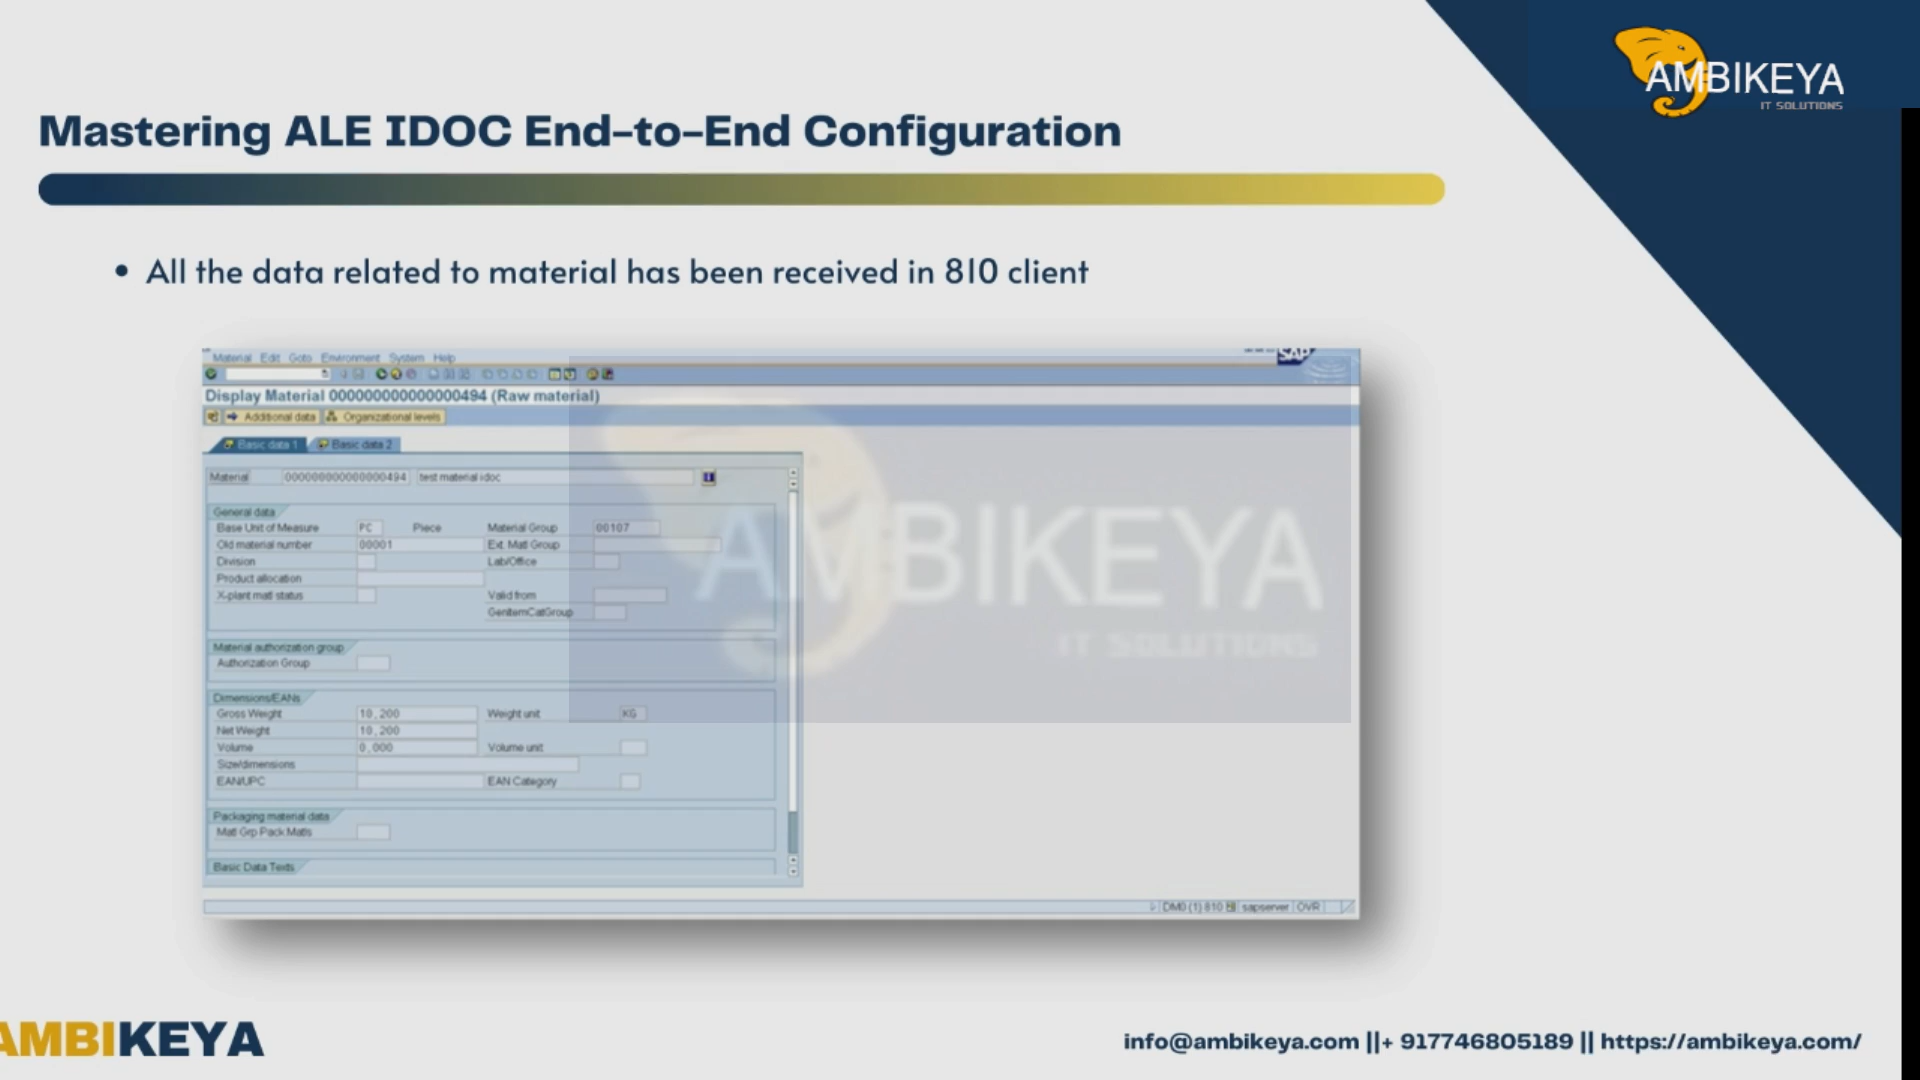 AMBIKEYA
IT SOLUTIONS
Mastering ALE IDOC End-to-End Configuration
• All the data related to material has been received in 810 client
Material Edit Goto Environment System Help
SAP
Display Material 000000000000000494 (Raw material)
Additional data Organizational levels
Basic data 1 Basic data 2
Material 000000000000000494 test material idoc
General data
Base Unit of Measure PC Piece Material Group 00107
Old material number 00001 Ext. Matl Group
Division Lab/Office
Product allocation
X-plant matl status Valid from
GenItemCatGroup
Material authorization group
Authorization Group
Dimensions/EANs
Gross Weight 10,200 Weight unit KG
Net Weight 10,200
Volume 0,000 Volume unit
Size/dimensions
EAN/UPC EAN Category
Packaging material data
Matl Grp Pack.Matls
Basic Data Texts
AMBIKEYA
IT SOLUTIONS
DM0 (1) 810 sapserver OVR
AMBIKEYA
info@ambikeya.com ||+ 917746805189 || https://ambikeya.com/